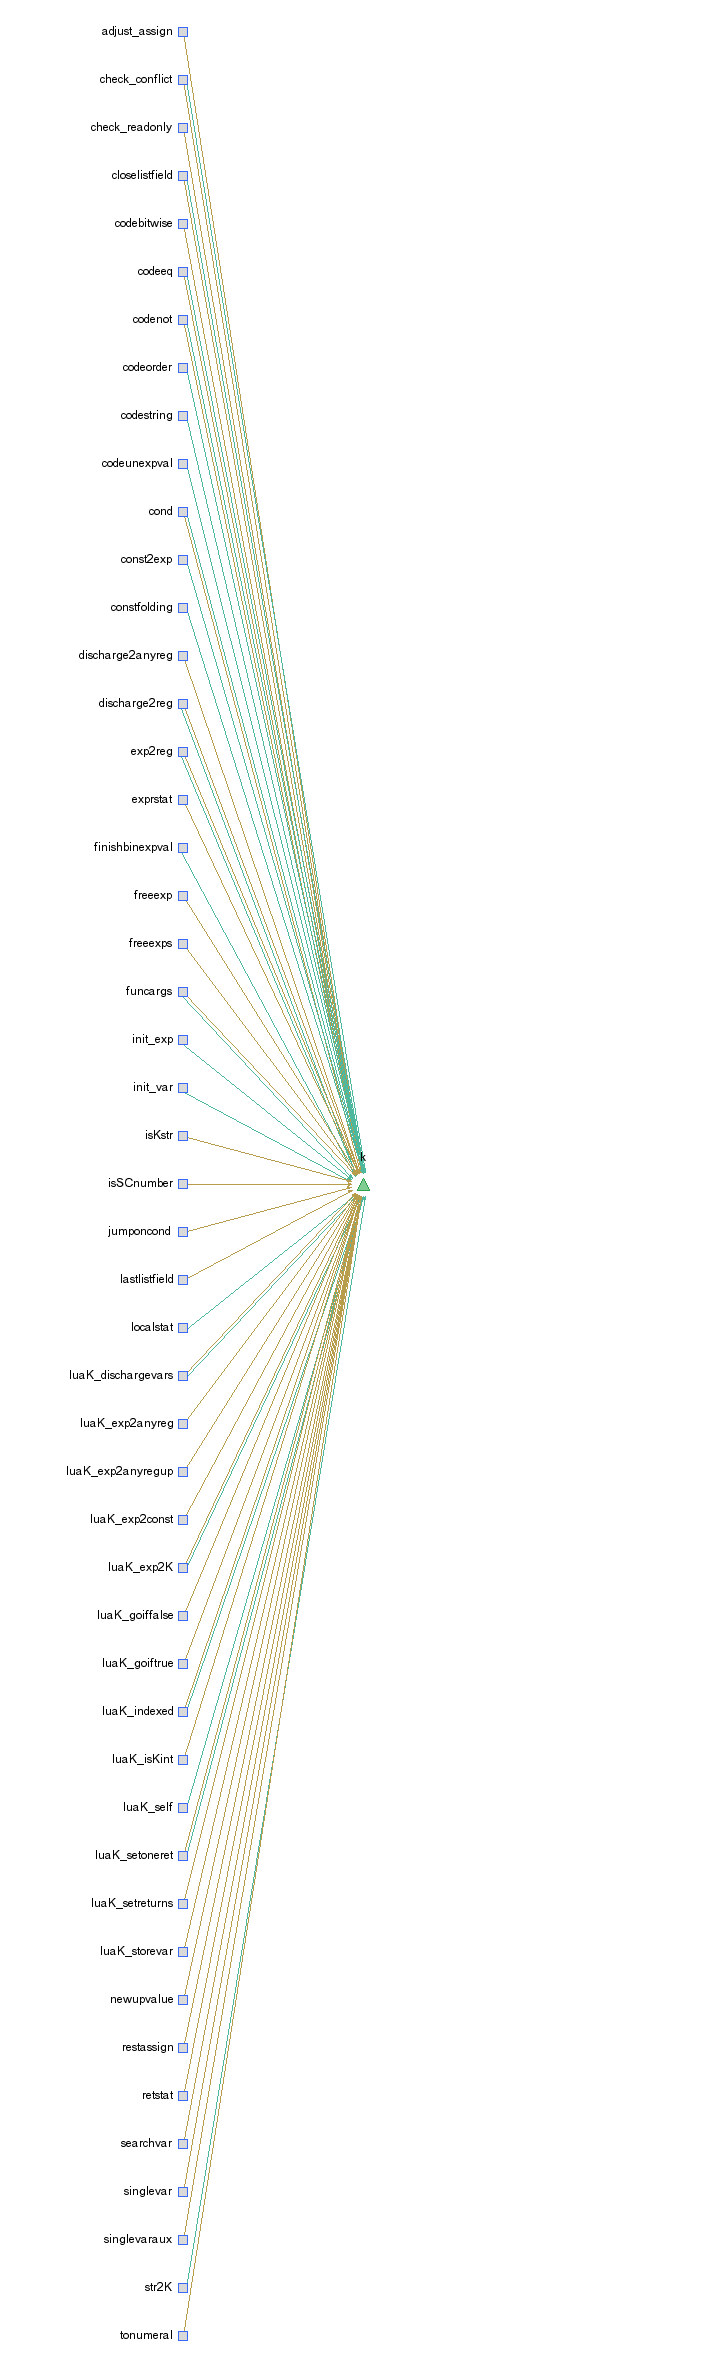 adjust_assign
check_conflict
check_readonly
closelistfield
codebitwise
codeeq
codenot
codeorder
codestring
codeunexpval
cond
const2exp
constfolding
discharge2anyreg
discharge2reg
exp2reg
exprstat
finishbinexpval
freeexp
freeexps
funcargs
init_exp
init_var
isKstr
k
isSCnumber
jumponcond
lastlistfield
localstat
luaK_dischargevars
luaK_exp2anyreg
luaK_exp2anyregup
luaK_exp2const
luaK_exp2K
luaK_goiffalse
luaK_goiftrue
luaK_indexed
luaK_isKint
luaK_self
luaK_setoneret
luaK_setreturns
luaK_storevar
newupvalue
restassign
retstat
searchvar
singlevar
singlevaraux
str2K
tonumeral